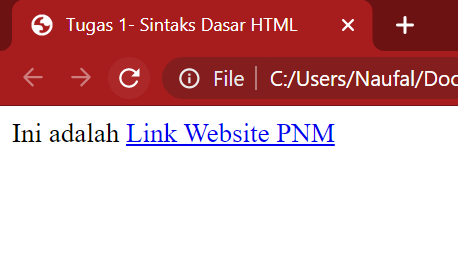 Tugas 1- Sintaks Dasar HTML
File | C:/Users/Naufal/Doc
Ini adalah Link Website PNM